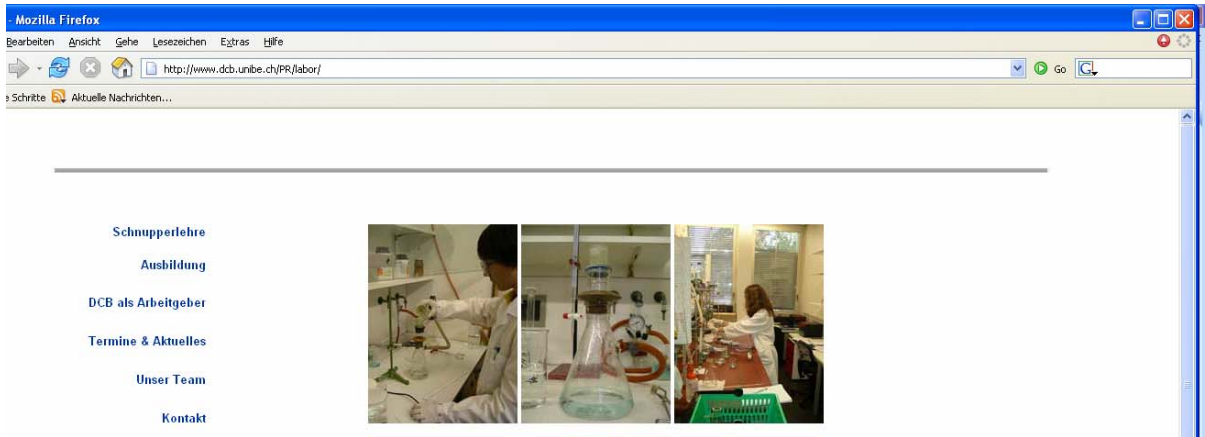 - Mozilla Firefox
Bearbeiten Ansicht Gehe Lesezeichen Extras Hilfe
http://www.dcb.unibe.ch/PR/labor/ Go G
e Schritte Aktuelle Nachrichten...
Schnupperlehre
Ausbildung
DCB als Arbeitgeber
Termine & Aktuelles
Unser Team
Kontakt